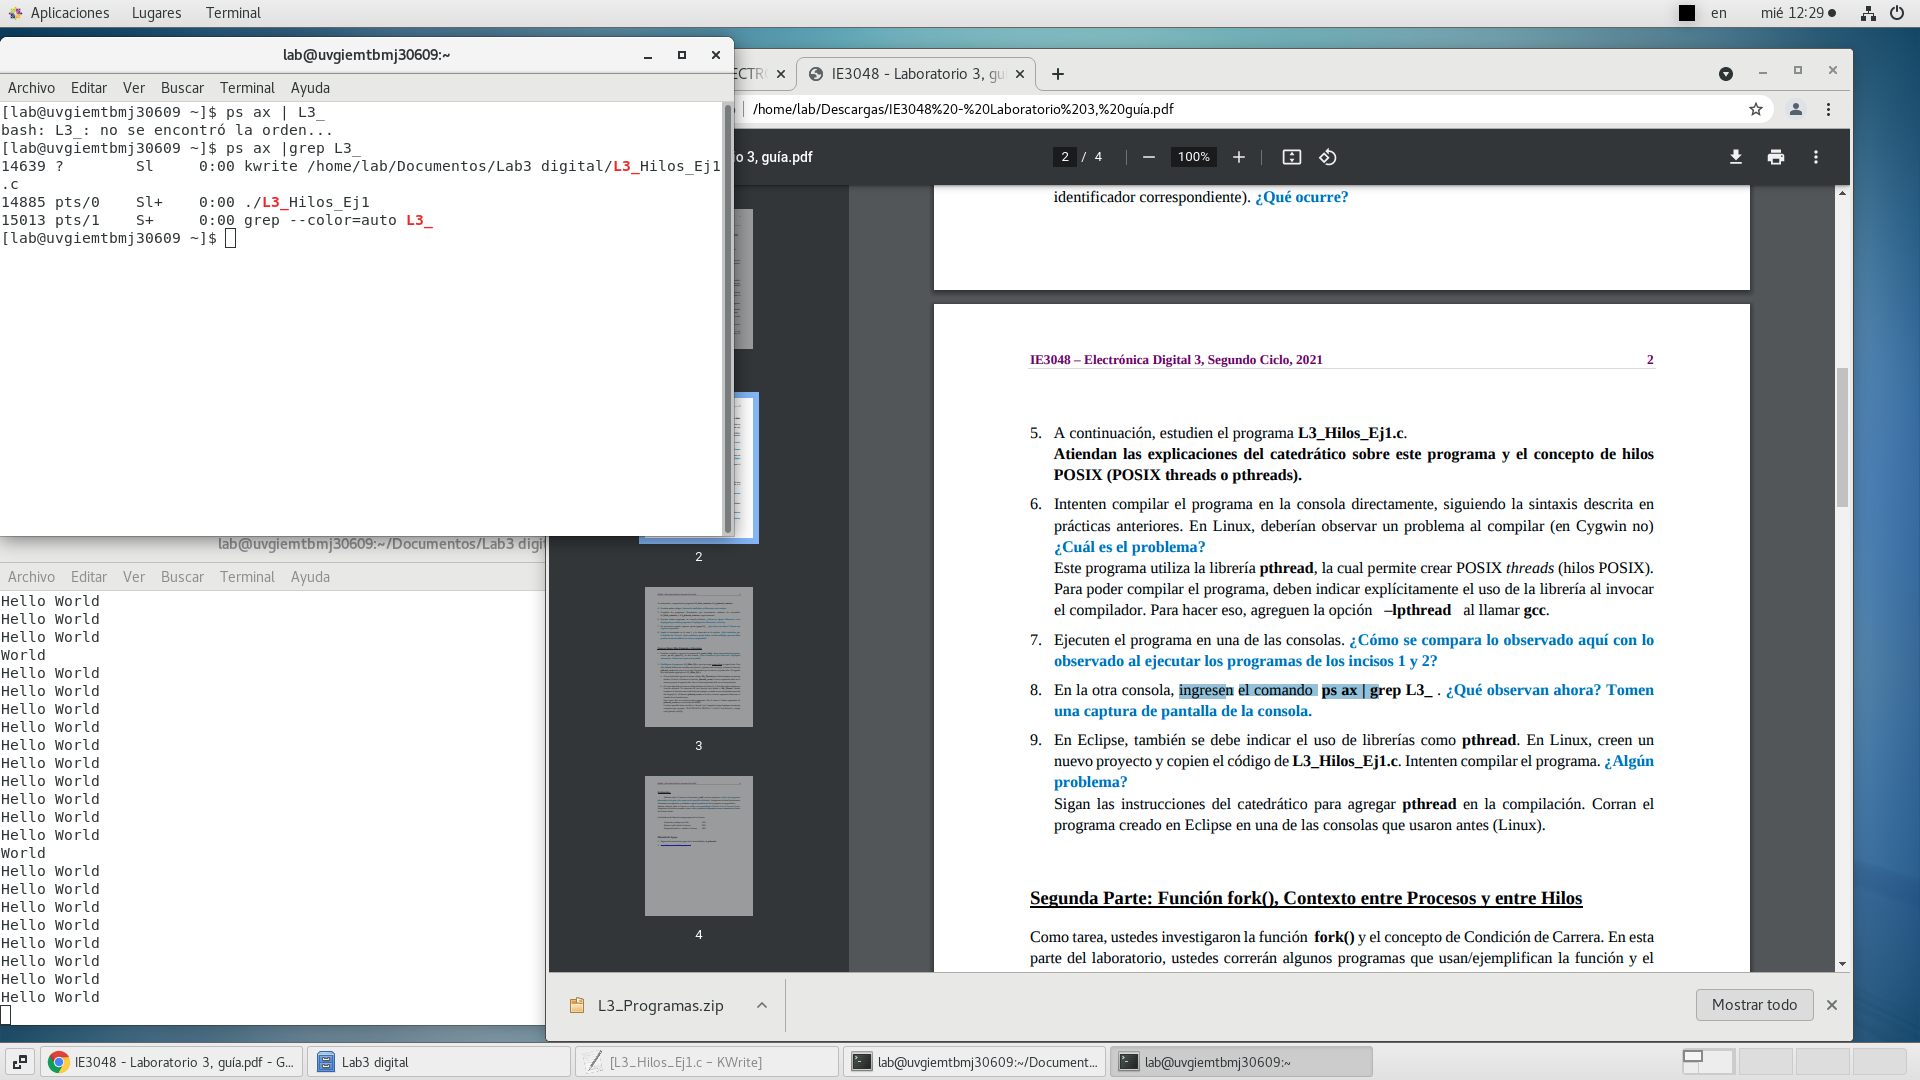 Aplicaciones Lugares Terminal en mié 12:29
lab@uvgiemtbmj30609:~
Archivo Editar Ver Buscar Terminal Ayuda
[lab@uvgiemtbmj30609 ~]$ ps ax | L3_
bash: L3_: no se encontró la orden...
[lab@uvgiemtbmj30609 ~]$ ps ax |grep L3_
14639 ? Sl 0:00 kwrite /home/lab/Documentos/Lab3 digital/L3_Hilos_Ej1
.c
14885 pts/0 Sl+ 0:00 ./L3_Hilos_Ej1
15013 pts/1 S+ 0:00 grep --color=auto L3_
[lab@uvgiemtbmj30609 ~]$
lab@uvgiemtbmj30609:~/Documentos/Lab3 digit
Archivo Editar Ver Buscar Terminal Ayuda
Hello World
Hello World
Hello World
World
Hello World
Hello World
Hello World
Hello World
Hello World
Hello World
Hello World
Hello World
Hello World
Hello World
World
Hello World
Hello World
Hello World
Hello World
Hello World
Hello World
Hello World
Hello World
IE3048 - Laboratorio 3, gu
/home/lab/Descargas/IE3048%20-%20Laboratorio%203,%20guía.pdf
io 3, guía.pdf 2 / 4 100%
2
3
4
identificador correspondiente). ¿Qué ocurre?
IE3048 – Electrónica Digital 3, Segundo Ciclo, 2021 2
5. A continuación, estudien el programa L3_Hilos_Ej1.c.
Atiendan las explicaciones del catedrático sobre este programa y el concepto de hilos
POSIX (POSIX threads o pthreads).
6. Intenten compilar el programa en la consola directamente, siguiendo la sintaxis descrita en
prácticas anteriores. En Linux, deberían observar un problema al compilar (en Cygwin no)
¿Cuál es el problema?
Este programa utiliza la librería pthread, la cual permite crear POSIX threads (hilos POSIX).
Para poder compilar el programa, deben indicar explícitamente el uso de la librería al invocar
el compilador. Para hacer eso, agreguen la opción –lpthread al llamar gcc.
7. Ejecuten el programa en una de las consolas. ¿Cómo se compara lo observado aquí con lo
observado al ejecutar los programas de los incisos 1 y 2?
8. En la otra consola, ingresen el comando ps ax | grep L3_ . ¿Qué observan ahora? Tomen
una captura de pantalla de la consola.
9. En Eclipse, también se debe indicar el uso de librerías como pthread. En Linux, creen un
nuevo proyecto y copien el código de L3_Hilos_Ej1.c. Intenten compilar el programa. ¿Algún
problema?
Sigan las instrucciones del catedrático para agregar pthread en la compilación. Corran el
programa creado en Eclipse en una de las consolas que usaron antes (Linux).
Segunda Parte: Función fork(), Contexto entre Procesos y entre Hilos
Como tarea, ustedes investigaron la función fork() y el concepto de Condición de Carrera. En esta
parte del laboratorio, ustedes correrán algunos programas que usan/ejemplifican la función y el
L3_Programas.zip Mostrar todo
IE3048 - Laboratorio 3, guía.pdf - G... Lab3 digital [L3_Hilos_Ej1.c – KWrite] lab@uvgiemtbmj30609:~/Document... lab@uvgiemtbmj30609:~